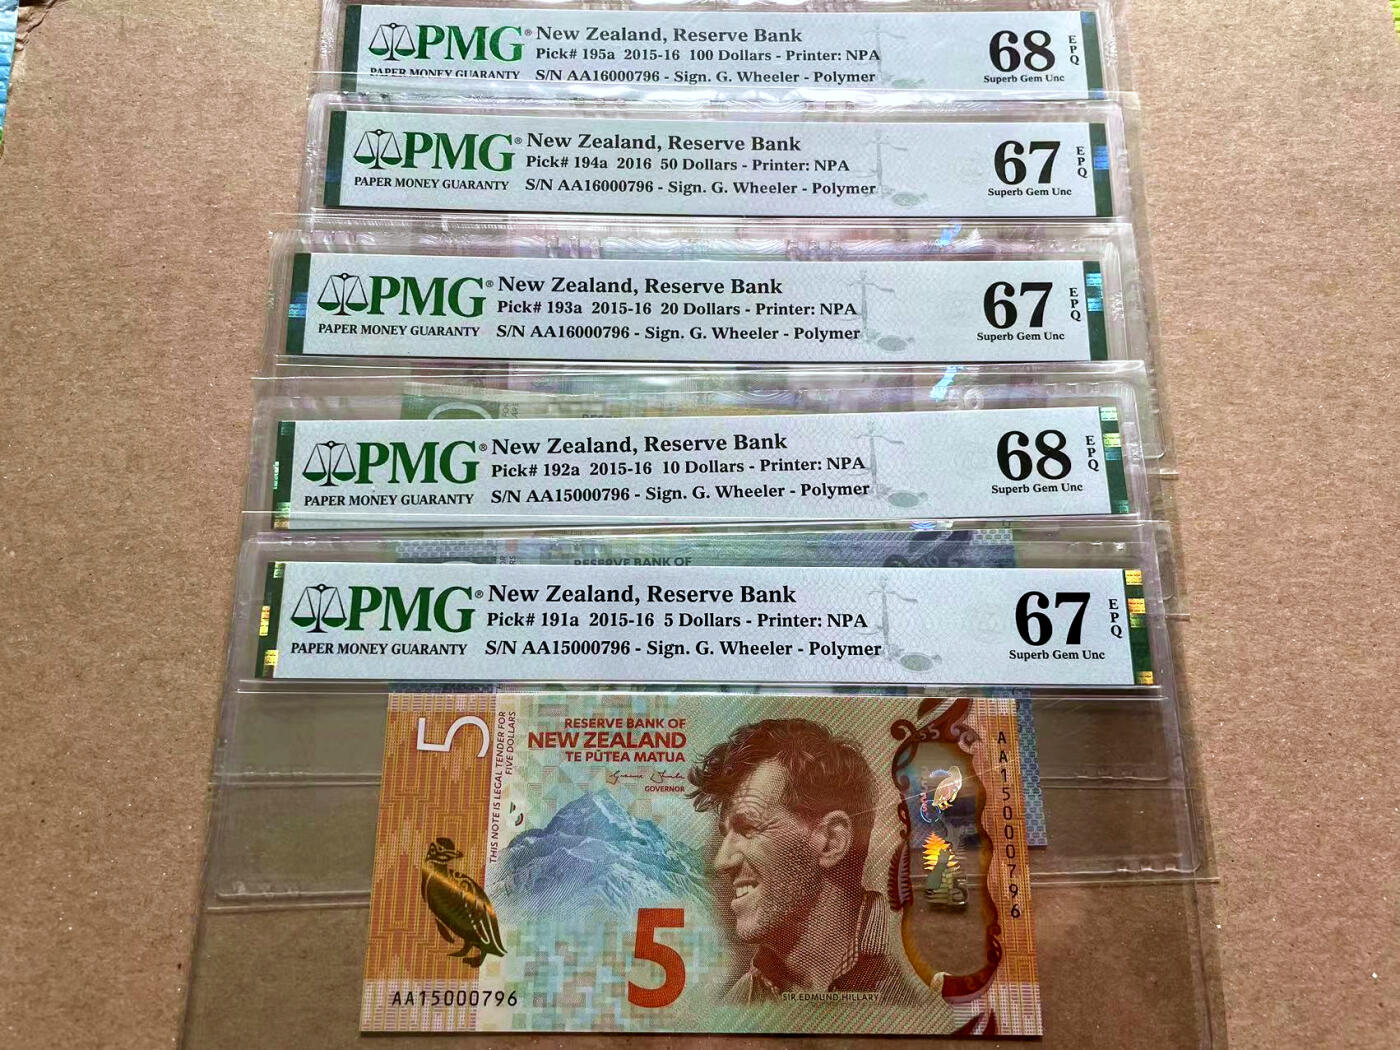 PMG® New Zealand, Reserve Bank
Pick# 195a 2015-16 100 Dollars - Printer: NPA
PAPER MONEY GUARANTY
S/N AA16000796 - Sign. G. Wheeler - Polymer
68 EPQ
Superb Gem Unc
PMG® New Zealand, Reserve Bank
Pick# 194a 2016 50 Dollars - Printer: NPA
PAPER MONEY GUARANTY
S/N AA16000796 - Sign. G. Wheeler - Polymer
67 EPQ
Superb Gem Unc
PMG® New Zealand, Reserve Bank
Pick# 193a 2015-16 20 Dollars - Printer: NPA
PAPER MONEY GUARANTY
S/N AA16000796 - Sign. G. Wheeler - Polymer
67 EPQ
Superb Gem Unc
PMG® New Zealand, Reserve Bank
Pick# 192a 2015-16 10 Dollars - Printer: NPA
PAPER MONEY GUARANTY
S/N AA15000796 - Sign. G. Wheeler - Polymer
68 EPQ
Superb Gem Unc
RESERVE BANK OF
PMG® New Zealand, Reserve Bank
Pick# 191a 2015-16 5 Dollars - Printer: NPA
PAPER MONEY GUARANTY
S/N AA15000796 - Sign. G. Wheeler - Polymer
67 EPQ
Superb Gem Unc
5
THIS NOTE IS LEGAL TENDER FOR
FIVE DOLLARS
RESERVE BANK OF
NEW ZEALAND
TE PŪTEA MATUA
GOVERNOR
AA15000796
5
SIR EDMUND HILLARY
AA15000796